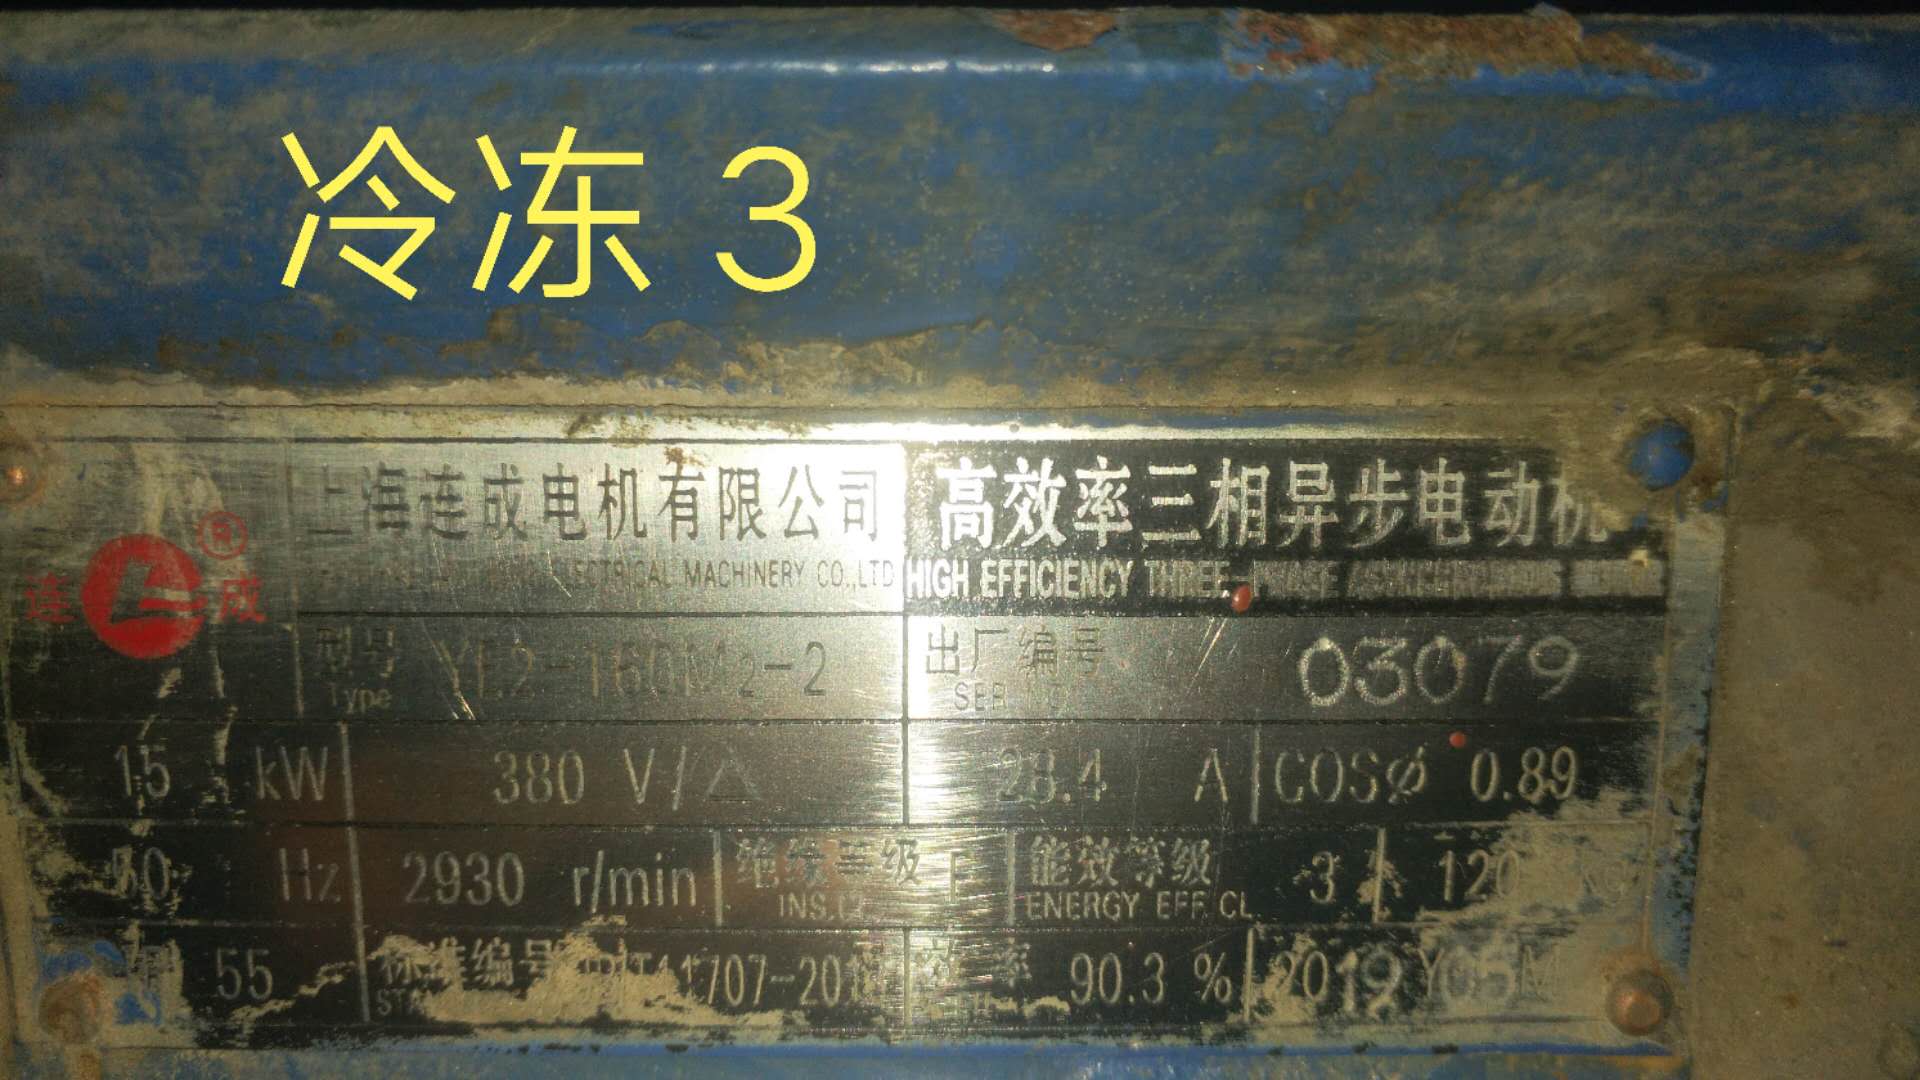 冷冻 3
上海连成电机有限公司 高效率三相异步电动机
ELECTRICAL MACHINERY CO.,LTD HIGH EFFICIENCY THREE-PHASE
连 ® 成
型号 Type YE2-160M2-2 出厂编号 03079
15 kW 380 V/△ 28.4 A COSφ 0.89
50 Hz 2930 r/min 绝缘等级 INS.CL F 能效等级 ENERGY EFF.CL 3 120
55 标准编号 11707-201 效率 90.3 % 2019 Y 05 M